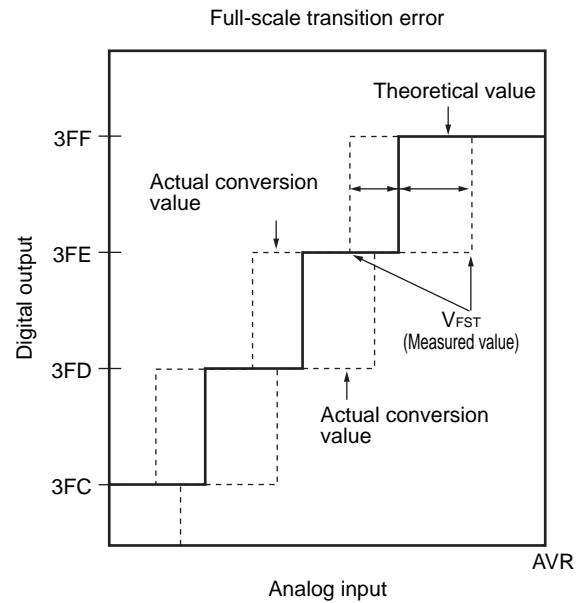 Full-scale transition error
Theoretical value
3FF
Actual conversion
value
3FE
Digital output
VFST
(Measured value)
3FD
Actual conversion
value
3FC
AVR
Analog input